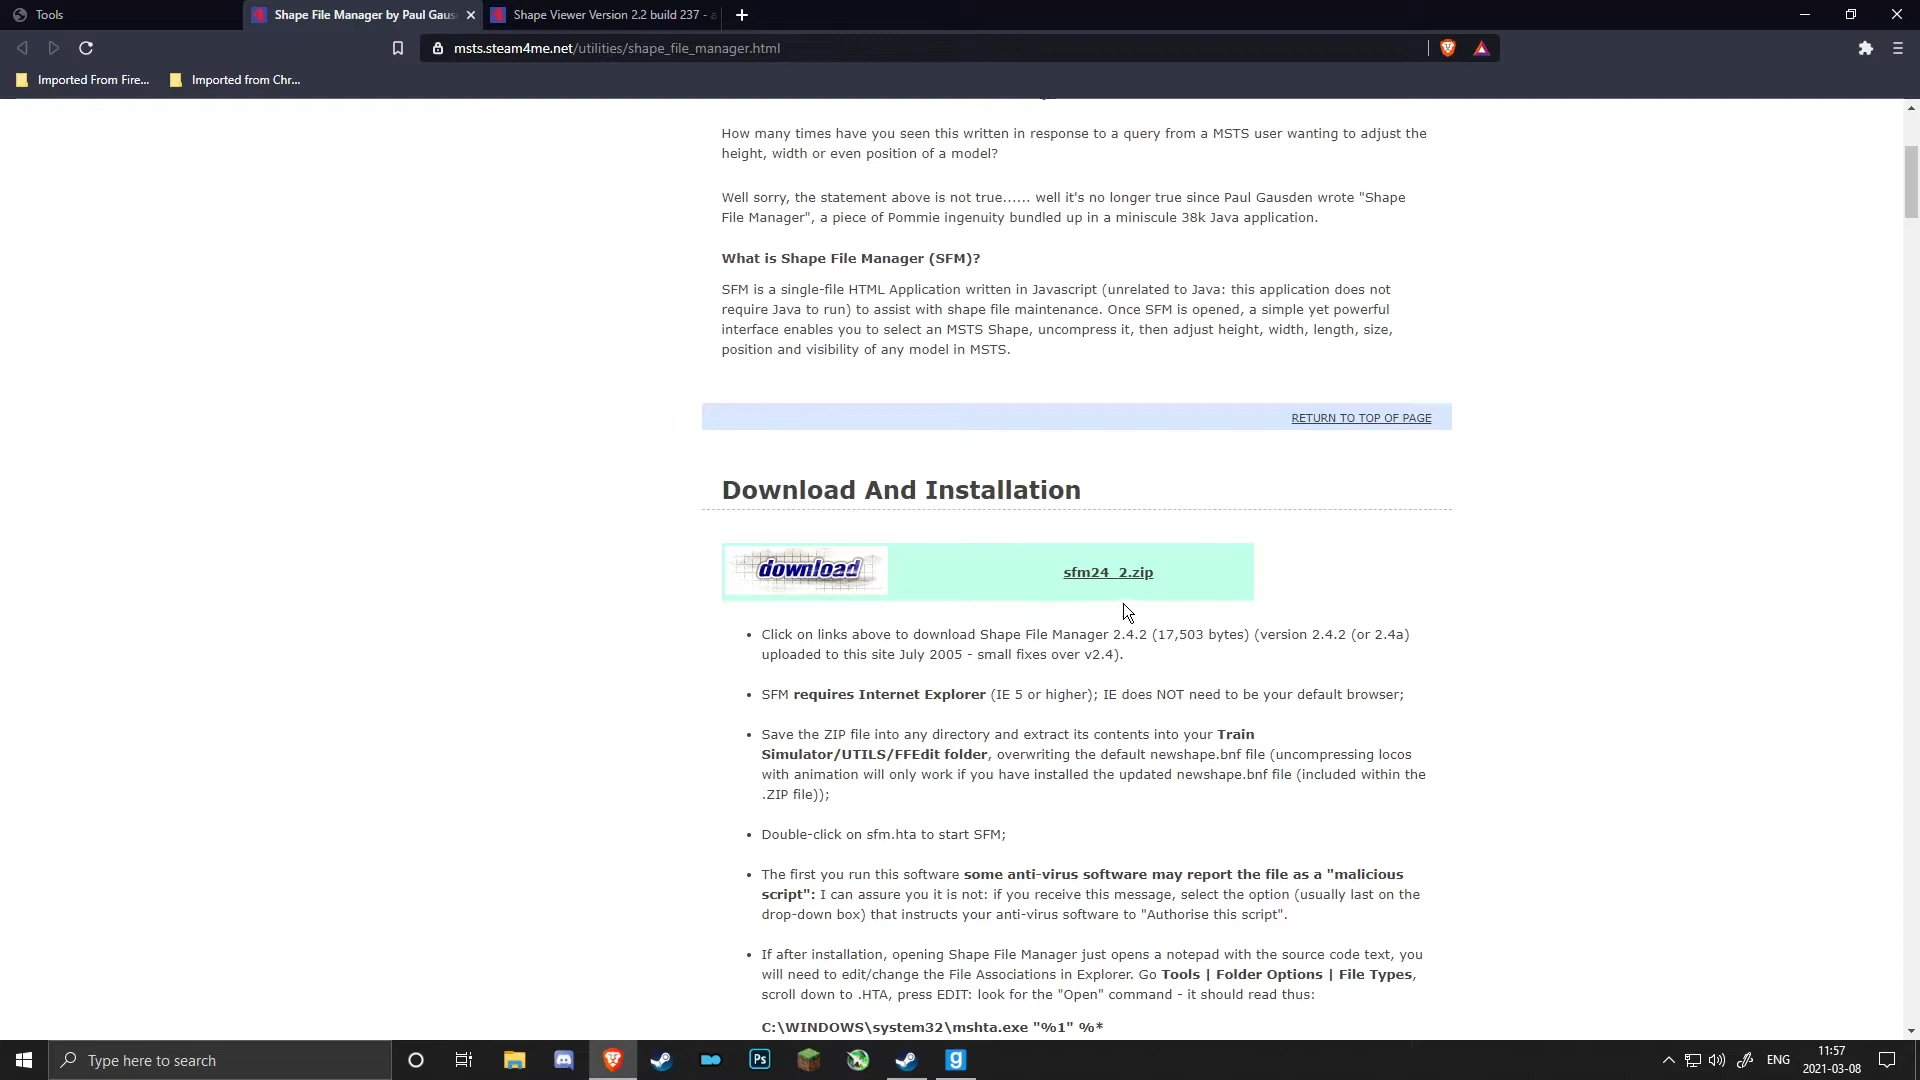 Tools
Shape File Manager by Paul Gaus
Shape Viewer Version 2.2 build 237 -
msts.steam4me.net/utilities/shape_file_manager.html
Imported From Fire...
Imported from Chr...
How many times have you seen this written in response to a query from a MSTS user wanting to adjust the
height, width or even position of a model?
Well sorry, the statement above is not true...... well it's no longer true since Paul Gausden wrote "Shape
File Manager", a piece of Pommie ingenuity bundled up in a miniscule 38k Java application.
What is Shape File Manager (SFM)?
SFM is a single-file HTML Application written in Javascript (unrelated to Java: this application does not
require Java to run) to assist with shape file maintenance. Once SFM is opened, a simple yet powerful
interface enables you to select an MSTS Shape, uncompress it, then adjust height, width, length, size,
position and visibility of any model in MSTS.
RETURN TO TOP OF PAGE
Download And Installation
download
sfm24_2.zip
• Click on links above to download Shape File Manager 2.4.2 (17,503 bytes) (version 2.4.2 (or 2.4a)
uploaded to this site July 2005 - small fixes over v2.4).
• SFM requires Internet Explorer (IE 5 or higher); IE does NOT need to be your default browser;
• Save the ZIP file into any directory and extract its contents into your Train
Simulator/UTILS/FFEdit folder, overwriting the default newshape.bnf file (uncompressing locos
with animation will only work if you have installed the updated newshape.bnf file (included within the
.ZIP file));
• Double-click on sfm.hta to start SFM;
• The first you run this software some anti-virus software may report the file as a "malicious
script": I can assure you it is not: if you receive this message, select the option (usually last on the
drop-down box) that instructs your anti-virus software to "Authorise this script".
• If after installation, opening Shape File Manager just opens a notepad with the source code text, you
will need to edit/change the File Associations in Explorer. Go Tools | Folder Options | File Types,
scroll down to .HTA, press EDIT: look for the "Open" command - it should read thus:
C:\WINDOWS\system32\mshta.exe "%1" %*
Type here to search
Ps
g
ENG
11:57
2021-03-08